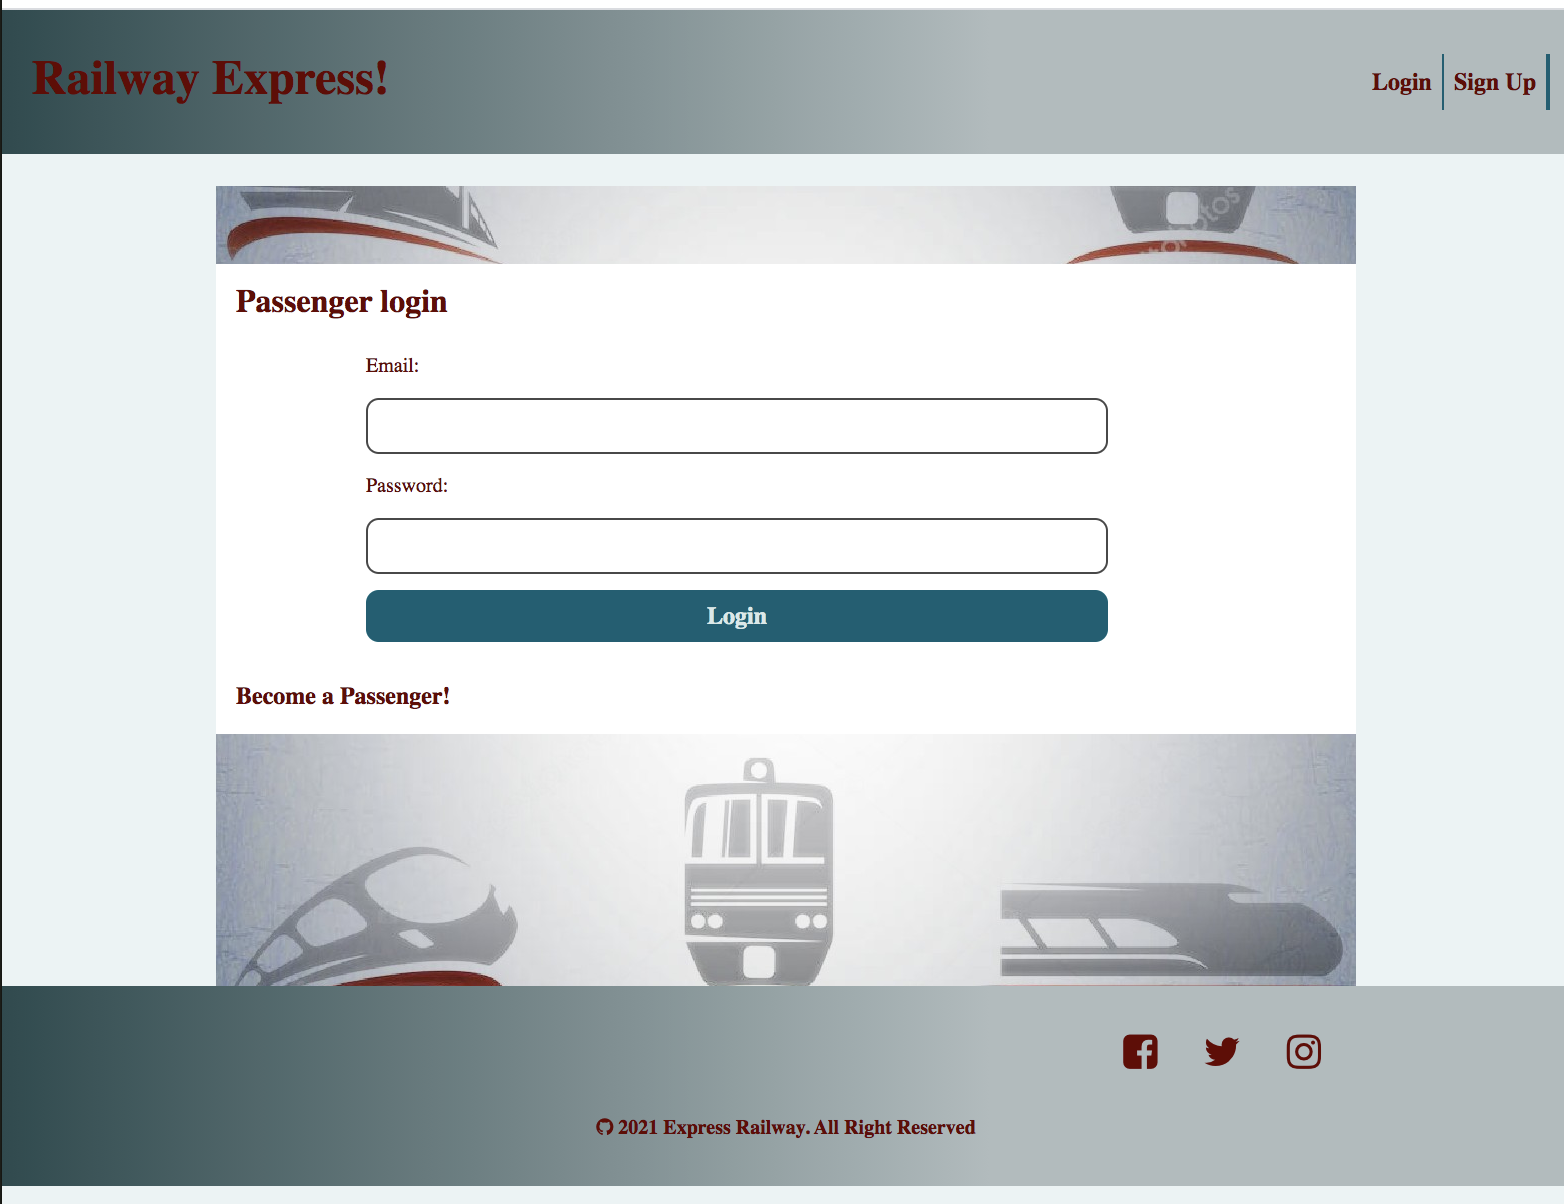 Railway Express!
Login
Sign Up
Passenger login
Email:
Password:
Login
Become a Passenger!
2021 Express Railway. All Right Reserved